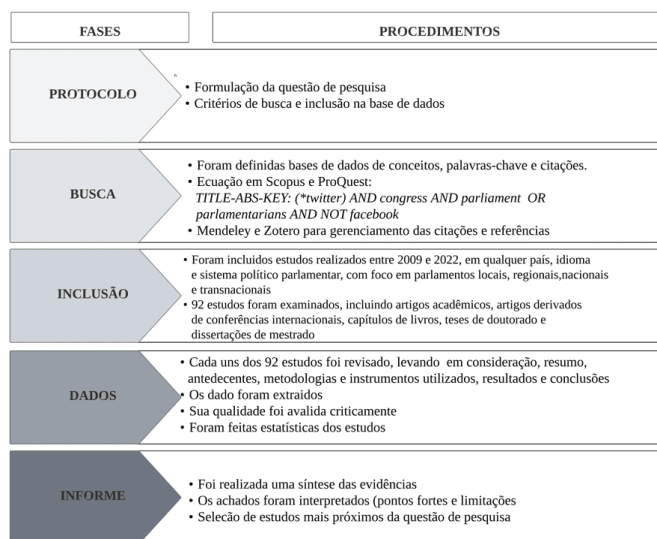 FASES
PROCEDIMENTOS
PROTOCOLO
• Formulação da questão de pesquisa
• Critérios de busca e inclusão na base de dados
BUSCA
• Foram definidas bases de dados de conceitos, palavras-chave e citações.
• Ecuação em Scopus e ProQuest:
TITLE-ABS-KEY: (*twitter) AND congress AND parliament OR
parlamentarians AND NOT facebook
• Mendeley e Zotero para gerenciamento das citações e referências
INCLUSÃO
• Foram incluidos estudos realizados entre 2009 e 2022, em qualquer país, idioma
e sistema político parlamentar, com foco em parlamentos locais, regionais,nacionais
e transnacionais
• 92 estudos foram examinados, incluindo artigos acadêmicos, artigos derivados
de conferências internacionais, capítulos de livros, teses de doutorado e
dissertações de mestrado
DADOS
• Cada uns dos 92 estudos foi revisado, levando em consideração, resumo,
antedecentes, metodologias e instrumentos utilizados, resultados e conclusões
• Os dado foram extraidos
• Sua qualidade foi avalida criticamente
• Foram feitas estatísticas dos estudos
INFORME
• Foi realizada uma síntese das evidências
• Os achados foram interpretados (pontos fortes e limitações
• Seleção de estudos mais próximos da questão de pesquisa